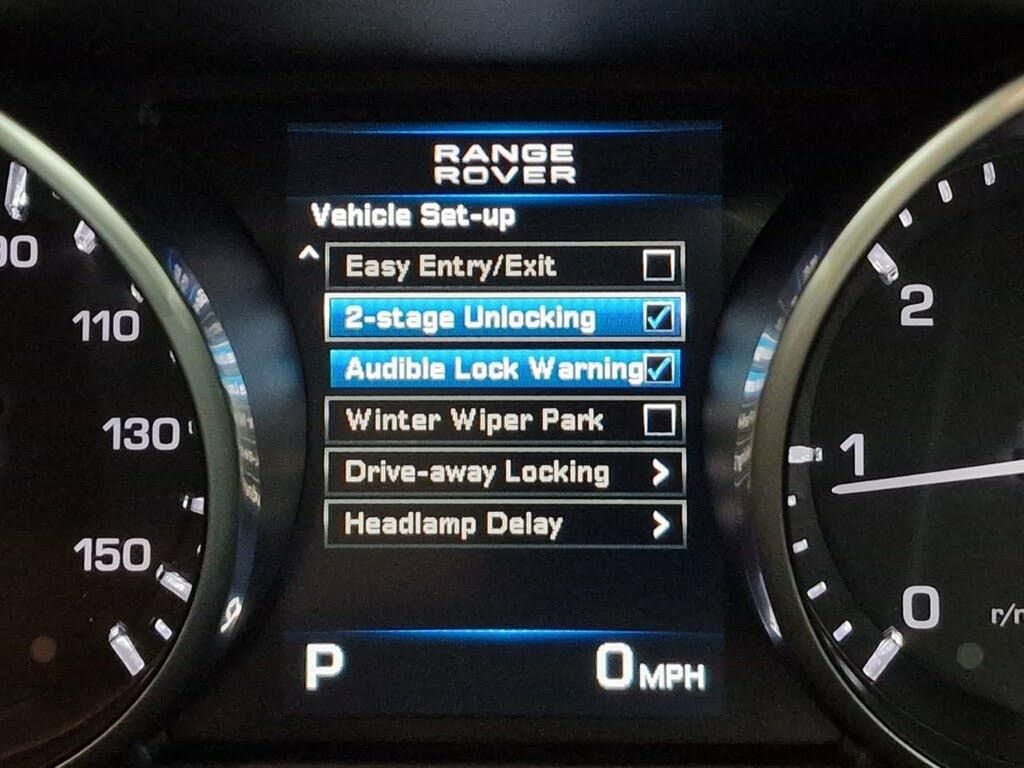 RANGE
ROVER
Vehicle Set-up
Easy Entry/Exit
2-stage Unlocking
Audible Lock Warning
Winter Wiper Park
Drive-away Locking
Headlamp Delay
P
0 MPH
110
130
150
2
1
0